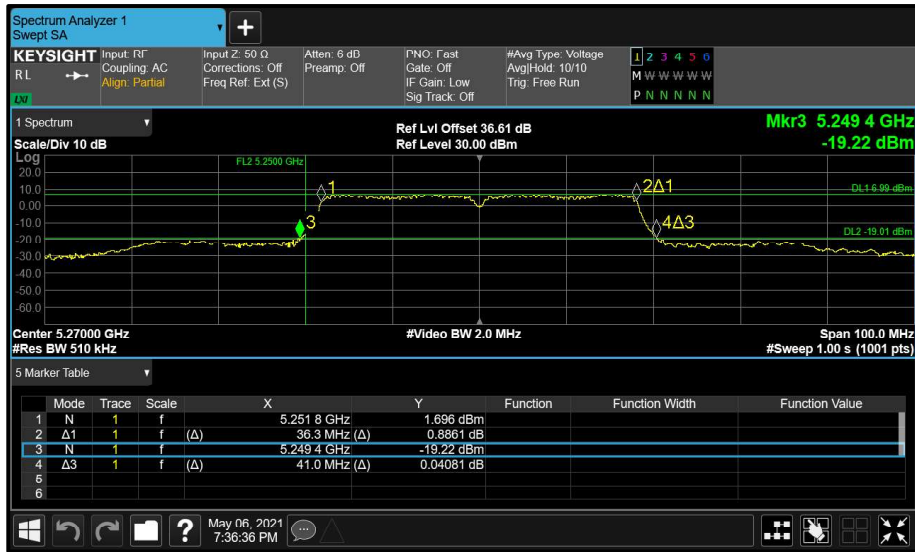 Spectrum Analyzer 1
Swept SA
+
KEYSIGHT Input: RF Input Z: 50 Ω Atten: 6 dB PNO: Fast #Avg Type: Voltage 1 2 3 4 5 6
R L Coupling: AC Corrections: Off Preamp: Off Gate: Off Avg|Hold: 10/10 M W W W W W
Align: Partial Freq Ref: Ext (S) IF Gain: Low Trig: Free Run
LXI Sig Track: Off P N N N N N
1 Spectrum Ref Lvl Offset 36.61 dB Mkr3 5.249 4 GHz
Scale/Div 10 dB Ref Level 30.00 dBm -19.22 dBm
Log
FL2 5.2500 GHz
20.0
1 2Δ1
10.0 DL1 6.99 dBm
0.00
3 4Δ3
-10.0
DL2 -19.01 dBm
-20.0
-30.0
-40.0
-50.0
-60.0
Center 5.27000 GHz #Video BW 2.0 MHz Span 100.0 MHz
#Res BW 510 kHz #Sweep 1.00 s (1001 pts)
5 Marker Table
Mode Trace Scale X Y Function Function Width Function Value
1 N 1 f 5.251 8 GHz 1.696 dBm
2 Δ1 1 f (Δ) 36.3 MHz (Δ) 0.8861 dB
3 N 1 f 5.249 4 GHz -19.22 dBm
4 Δ3 1 f (Δ) 41.0 MHz (Δ) 0.04081 dB
5
6
? May 06, 2021
7:36:36 PM